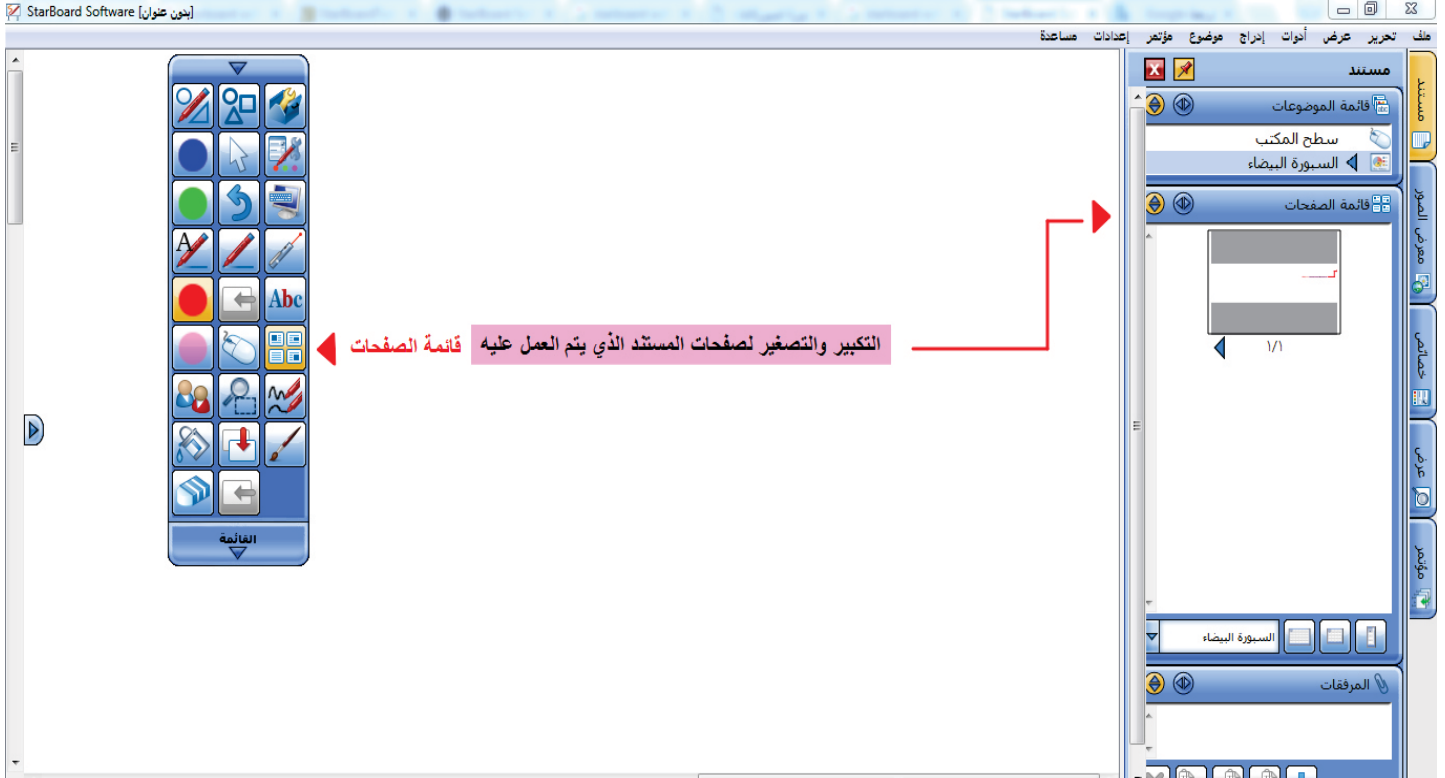 StarBoard Software [بدون عنوان]
ملف تحرير عرض أدوات إدراج موضوع مؤتمر إعدادات مساعدة
مستند
قائمة الموضوعات
سطح المكتب
السبورة البيضاء
قائمة الصفحات
١/١
السبورة البيضاء
المرفقات
مستند
معرض الصور
خصائص
عرض
مؤتمر
A
Abc
التكبير والتصغير لصفحات المستند الذي يتم العمل عليه
قائمة الصفحات
القائمة